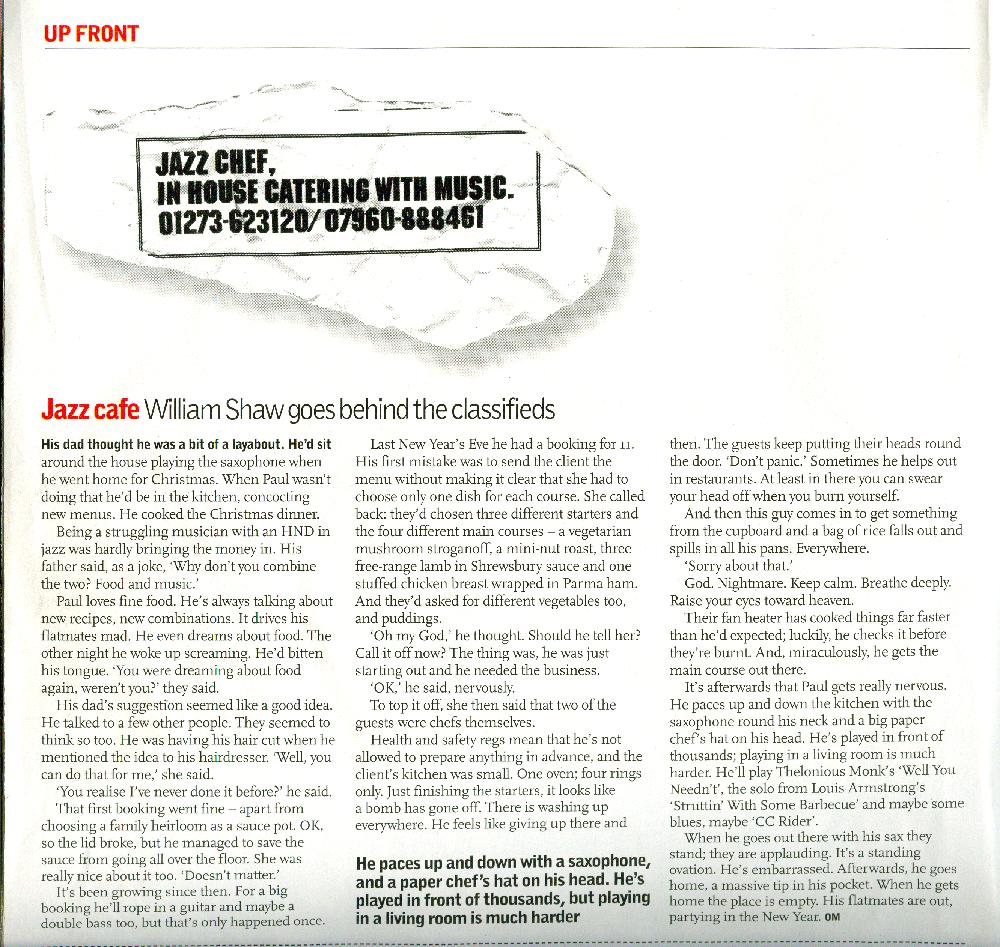 UP FRONT
JAZZ CHEF,
IN HOUSE CATERING WITH MUSIC.
01273-623120/ 07960-888461
Jazz cafe William Shaw goes behind the classifieds
His dad thought he was a bit of a layabout. He'd sit
around the house playing the saxophone when
he went home for Christmas. When Paul wasn't
doing that he'd be in the kitchen, concocting
new menus. He cooked the Christmas dinner.
Being a struggling musician with an HND in
jazz was hardly bringing the money in. His
father said, as a joke, 'Why don't you combine
the two? Food and music.'
Paul loves fine food. He's always talking about
new recipes, new combinations. It drives his
flatmates mad. He even dreams about food. The
other night he woke up screaming. He'd bitten
his tongue. 'You were dreaming about food
again, weren't you?' they said.
His dad's suggestion seemed like a good idea.
He talked to a few other people. They seemed to
think so too. He was having his hair cut when he
mentioned the idea to his hairdresser. 'Well, you
can do that for me,' she said.
'You realise I've never done it before?' he said.
That first booking went fine – apart from
choosing a family heirloom as a sauce pot. OK,
so the lid broke, but he managed to save the
sauce from going all over the floor. She was
really nice about it too. 'Doesn't matter.'
It's been growing since then. For a big
booking he'll rope in a guitar and maybe a
double bass too, but that's only happened once.
Last New Year's Eve he had a booking for 11.
His first mistake was to send the client the
menu without making it clear that she had to
choose only one dish for each course. She called
back: they'd chosen three different starters and
the four different main courses – a vegetarian
mushroom stroganoff, a mini-nut roast, three
free-range lamb in Shrewsbury sauce and one
stuffed chicken breast wrapped in Parma ham.
And they'd asked for different vegetables too,
and puddings.
'Oh my God,' he thought. Should he tell her?
Call it off now? The thing was, he was just
starting out and he needed the business.
'OK,' he said, nervously.
To top it off, she then said that two of the
guests were chefs themselves.
Health and safety regs mean that he's not
allowed to prepare anything in advance, and the
client's kitchen was small. One oven; four rings
only. Just finishing the starters, it looks like
a bomb has gone off. There is washing up
everywhere. He feels like giving up there and
He paces up and down with a saxophone,
and a paper chef's hat on his head. He's
played in front of thousands, but playing
in a living room is much harder
then. The guests keep putting their heads round
the door. 'Don't panic.' Sometimes he helps out
in restaurants. At least in there you can swear
your head off when you burn yourself.
And then this guy comes in to get something
from the cupboard and a bag of rice falls out and
spills in all his pans. Everywhere.
'Sorry about that.'
God. Nightmare. Keep calm. Breathe deeply.
Raise your eyes toward heaven.
Their fan heater has cooked things far faster
than he'd expected; luckily, he checks it before
they're burnt. And, miraculously, he gets the
main course out there.
It's afterwards that Paul gets really nervous.
He paces up and down the kitchen with the
saxophone round his neck and a big paper
chef's hat on his head. He's played in front of
thousands; playing in a living room is much
harder. He'll play Thelonious Monk's 'Well You
Needn't', the solo from Louis Armstrong's
'Struttin' With Some Barbecue' and maybe some
blues, maybe 'CC Rider'.
When he goes out there with his sax they
stand; they are applauding. It's a standing
ovation. He's embarrassed. Afterwards, he goes
home, a massive tip in his pocket. When he gets
home the place is empty. His flatmates are out,
partying in the New Year. OM